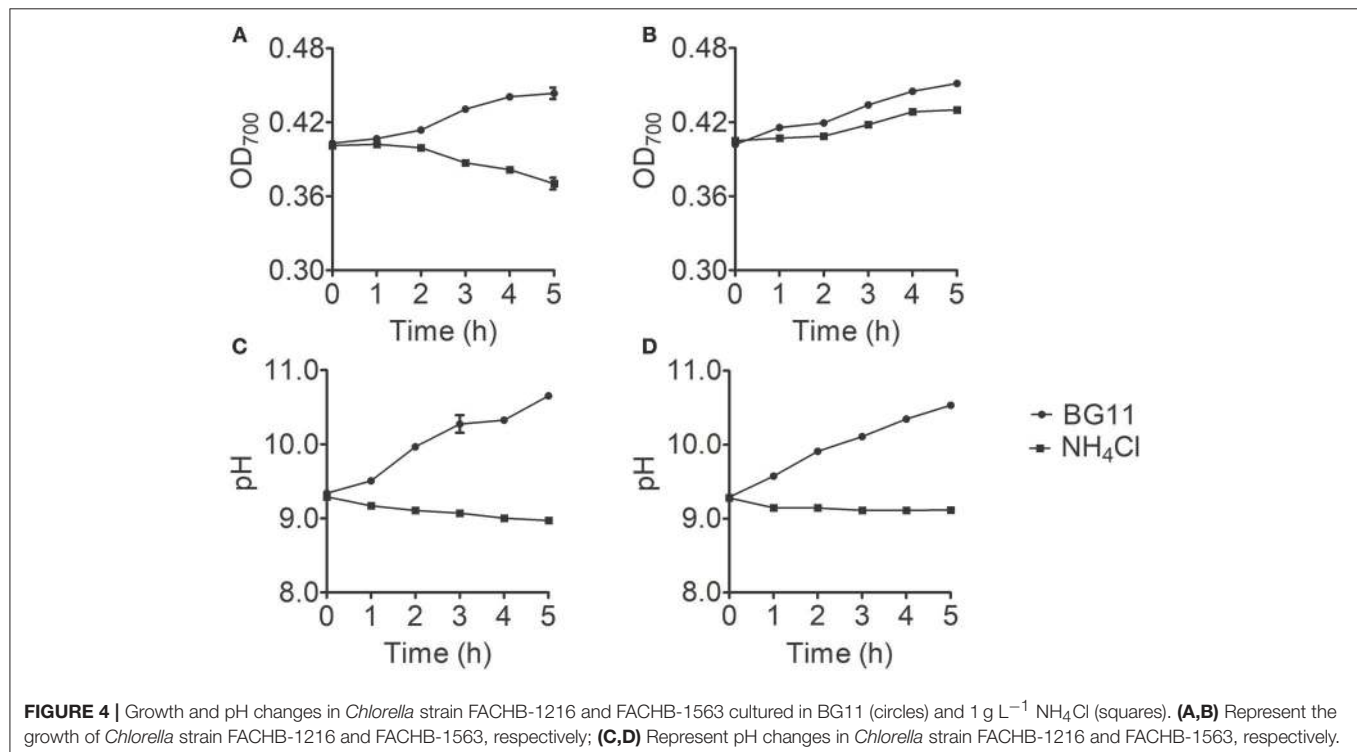 A
B
0.48
0.42
0.36
0.30
OD700
0 1 2 3 4 5
Time (h)
0.48
0.42
0.36
0.30
OD700
0 1 2 3 4 5
Time (h)
C
D
11.0
10.0
9.0
8.0
pH
0 1 2 3 4 5
Time (h)
11.0
10.0
9.0
8.0
pH
0 1 2 3 4 5
Time (h)
BG11
NH4Cl
FIGURE 4 | Growth and pH changes in Chlorella strain FACHB-1216 and FACHB-1563 cultured in BG11 (circles) and 1 g L−1 NH4Cl (squares). (A,B) Represent the
growth of Chlorella strain FACHB-1216 and FACHB-1563, respectively; (C,D) Represent pH changes in Chlorella strain FACHB-1216 and FACHB-1563, respectively.